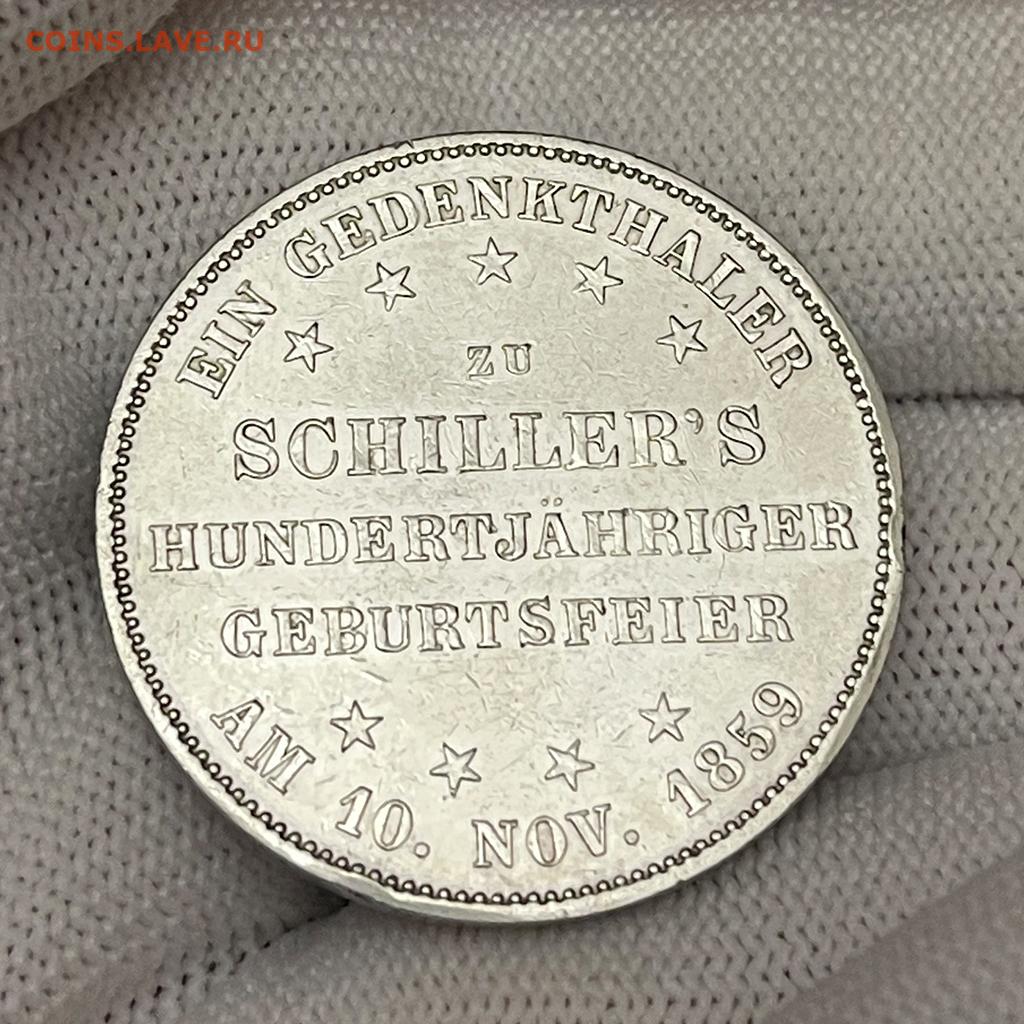 COINS.LAVE.RU
EIN GEDENKTHALER
ZU
SCHILLER'S
HUNDERTJÄHRIGER
GEBURTSFEIER
AM 10. NOV. 1859